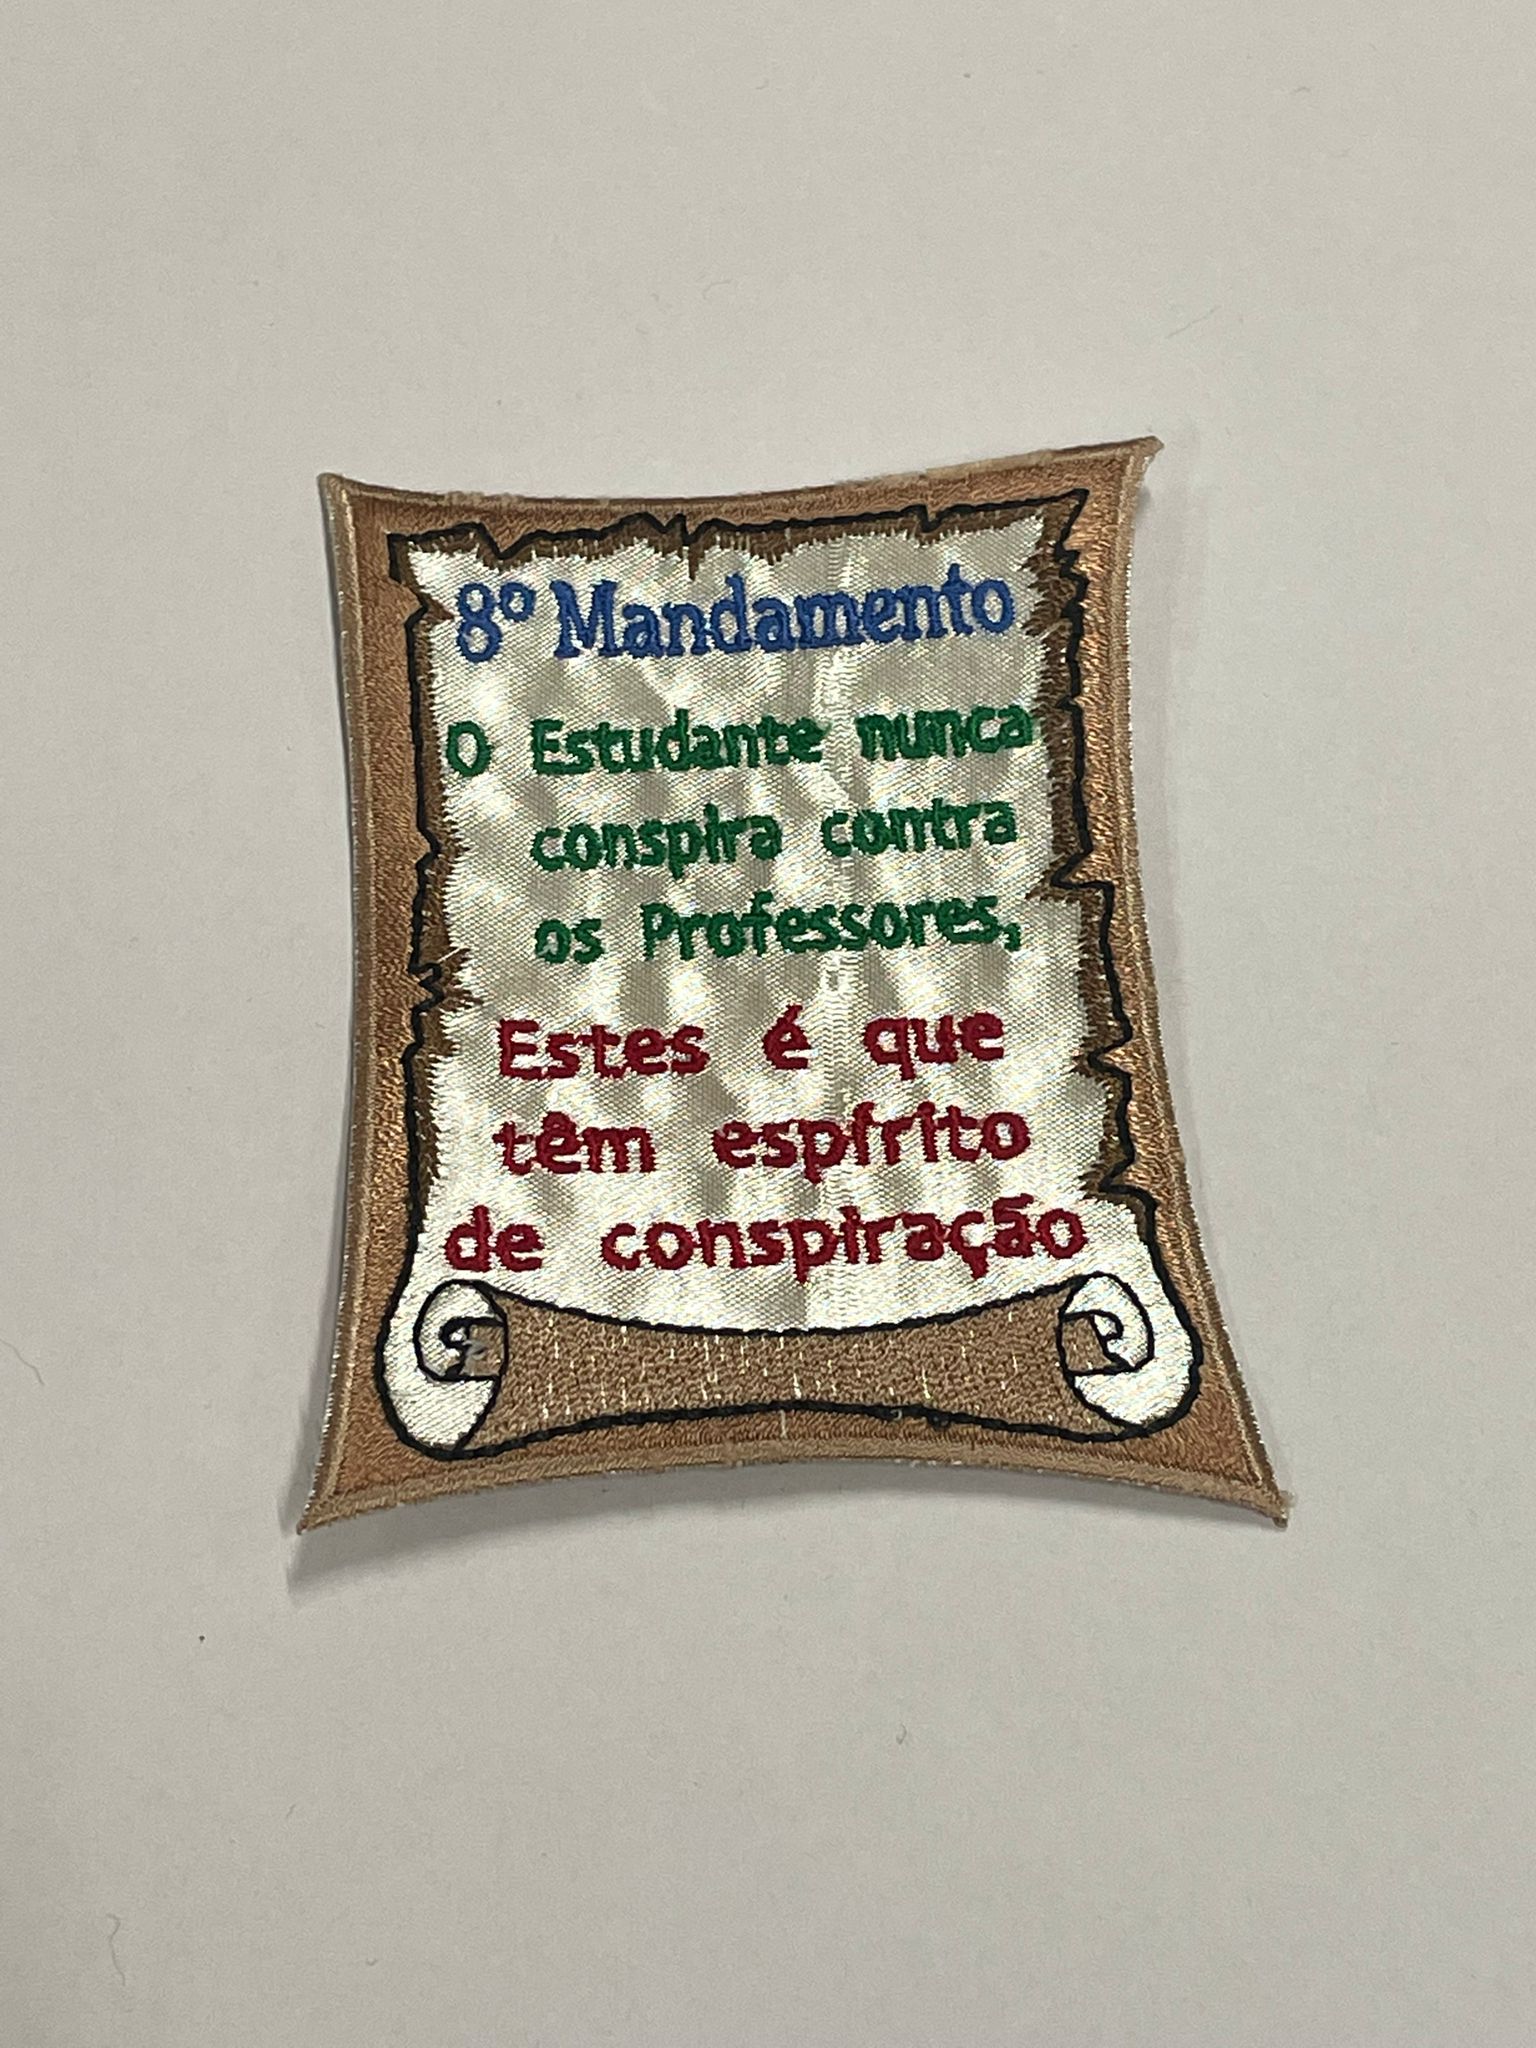 8º Mandamento
O Estudante nunca
conspira contra
os Professores,
Estes é que
têm espírito
de conspiração